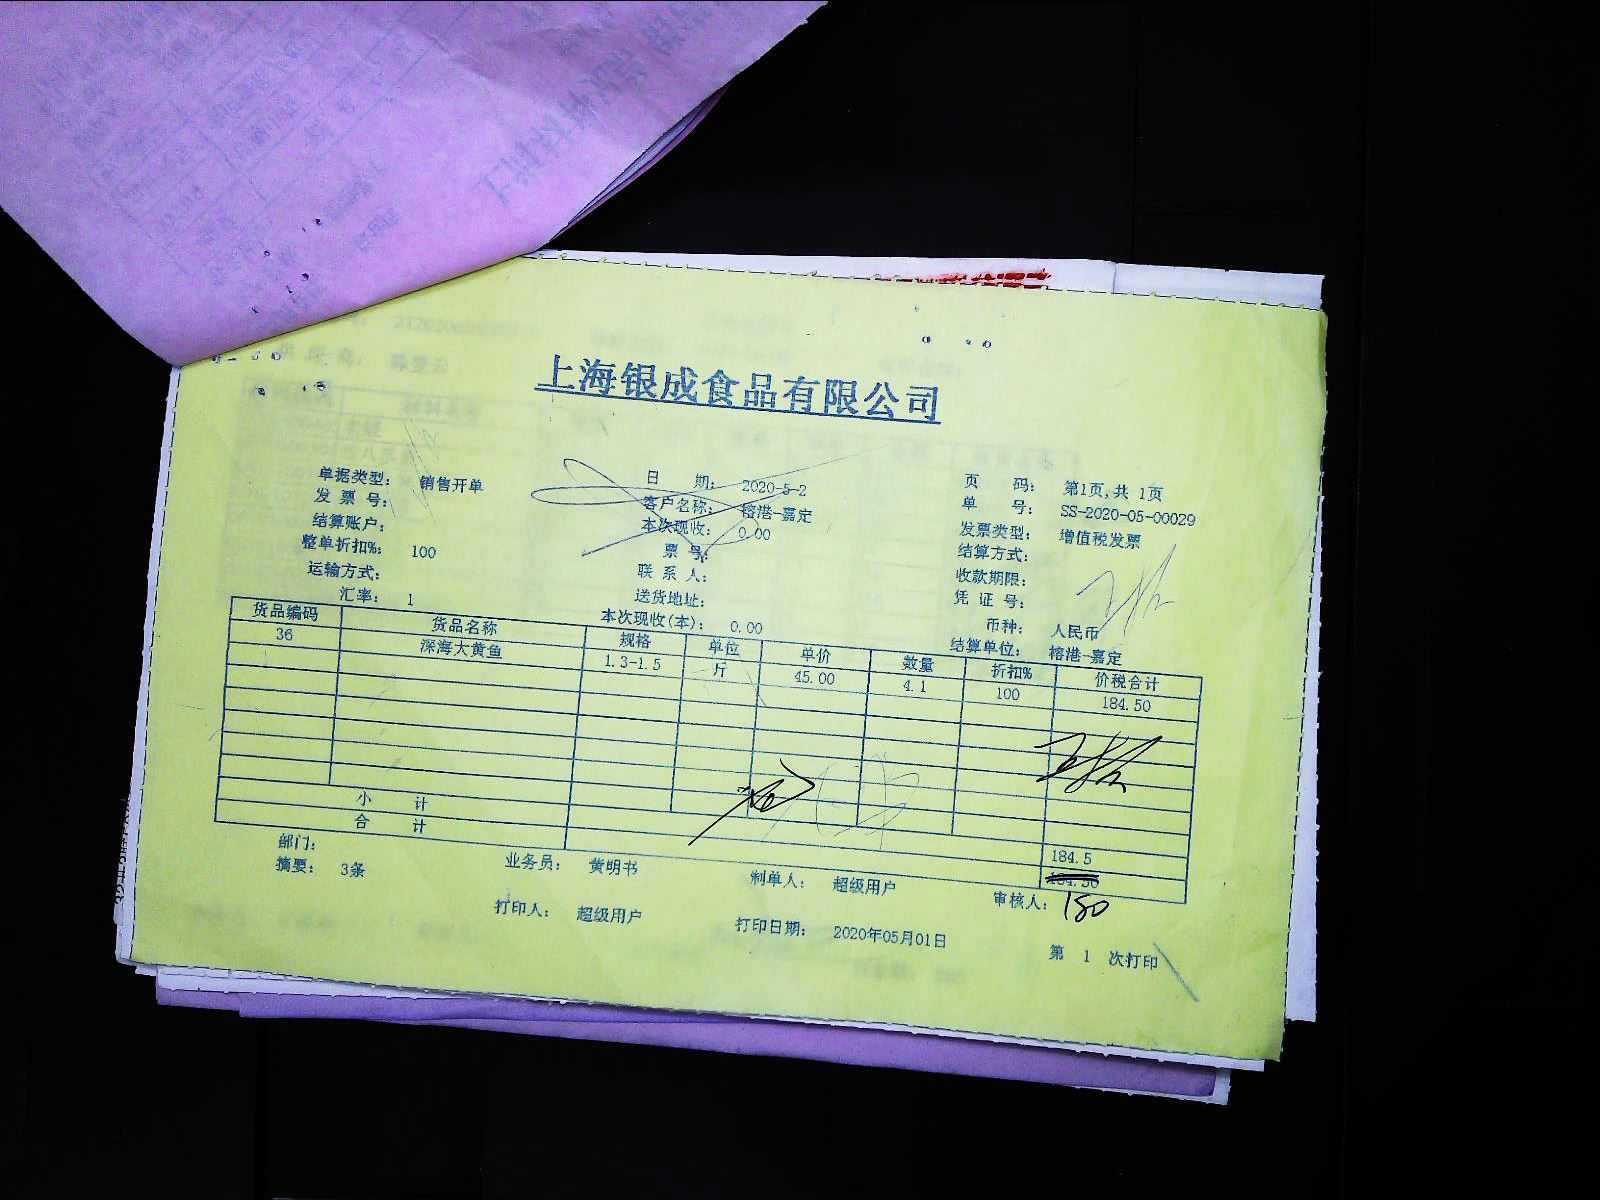 上海银成食品有限公司
单据类型： 销售开单 日 期： 2020-5-2 页 码： 第1页,共 1页
发 票 号： 客户名称： 榕港-嘉定 单 号： SS-2020-05-00029
结算账户： 本次现收： 0.00 发票类型： 增值税发票
整单折扣%： 100 票 号： 结算方式：
运输方式： 联 系 人： 收款期限：
汇率： 1 送货地址： 凭 证 号：
本次现收(本)： 0.00 币种： 人民币
结算单位： 榕港-嘉定
货品编码 货品名称 规格 单位 单价 数量 折扣% 价税合计
36 深海大黄鱼 1.3-1.5 斤 45.00 4.1 100 184.50
小 计 184.5
合 计 184.50
180
部门：
摘要： 3条 业务员： 黄明书 制单人： 超级用户 审核人：
打印人： 超级用户 打印日期： 2020年05月01日 第 1 次打印